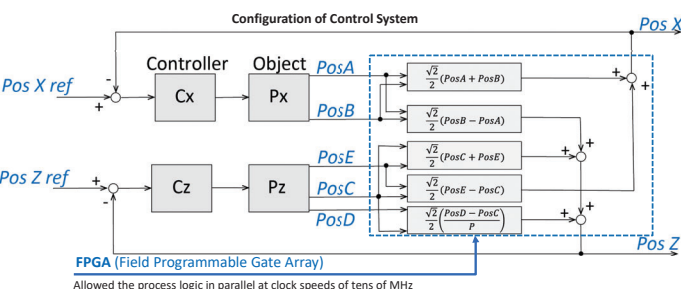 Configuration of Control System
Pos X
Controller
Object
PosA
Pos X ref
-
+
Cx
Px
PosB
√2/2 (PosA + PosB)
+
+
√2/2 (PosB − PosA)
+
PosE
√2/2 (PosC + PosE)
+
Pos Z ref
+
-
Cz
Pz
PosC
√2/2 (PosE − PosC)
+
PosD
√2/2 ((PosD − PosC)/P)
+
Pos Z
FPGA (Field Programmable Gate Array)
Allowed the process logic in parallel at clock speeds of tens of MHz